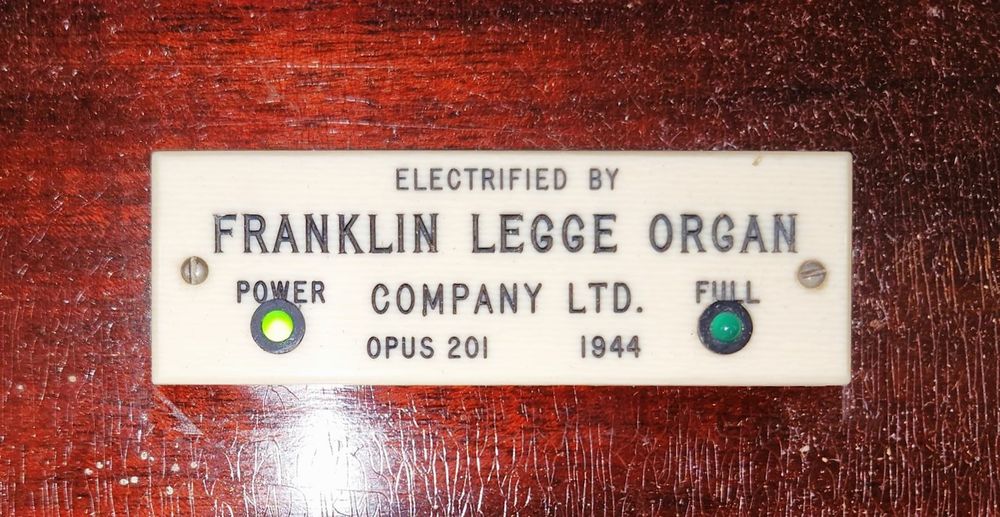 ELECTRIFIED BY
FRANKLIN LEGGE ORGAN
POWER COMPANY LTD. FULL
OPUS 201 1944